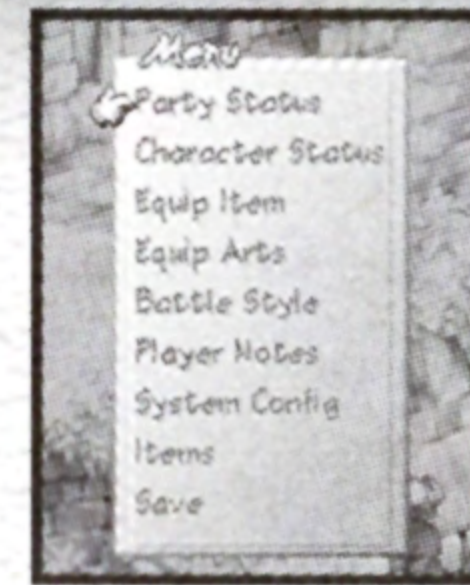 Menu
Party Status
Character Status
Equip Item
Equip Arts
Battle Style
Player Notes
System Config
Items
Save